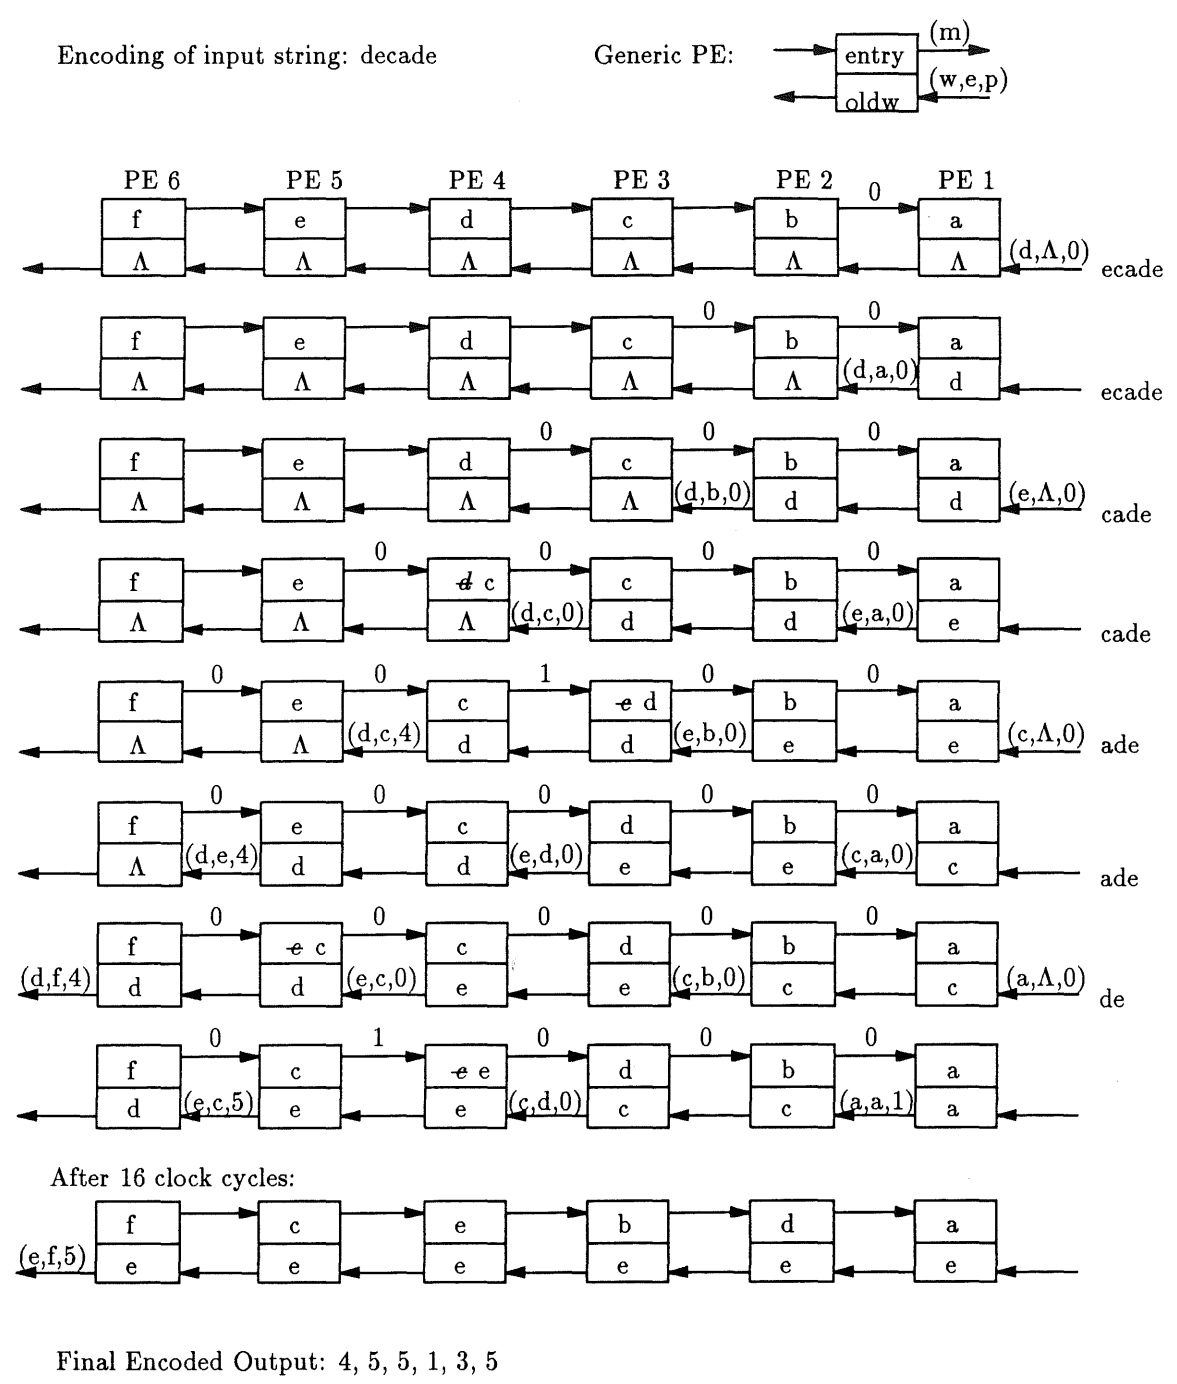 Encoding of input string: decade
Generic PE:
(m)
entry
(w,e,p)
oldw
PE 6 PE 5 PE 4 PE 3 PE 2 PE 1
0
f e d c b a
Λ Λ Λ Λ Λ Λ (d,Λ,0) ecade
0 0
f e d c b a
Λ Λ Λ Λ Λ (d,a,0) d ecade
0 0 0
f e d c b a
Λ Λ Λ Λ (d,b,0) d d (e,Λ,0) cade
0 0 0 0
f e d c c b a
Λ Λ Λ (d,c,0) d d (e,a,0) e cade
0 0 1 0 0
f e c e d b a
Λ Λ (d,c,4) d d (e,b,0) e e (c,Λ,0) ade
0 0 0 0 0
f e c d b a
Λ (d,e,4) d d (e,d,0) e e (c,a,0) c ade
0 0 0 0 0
f e c c d b a
(d,f,4) d d (e,c,0) e e (c,b,0) c c (a,Λ,0) de
0 1 0 0 0
f c e e d b a
d (e,c,5) e e (c,d,0) c c (a,a,1) a
After 16 clock cycles:
f c e b d a
(e,f,5) e e e e e e
Final Encoded Output: 4, 5, 5, 1, 3, 5